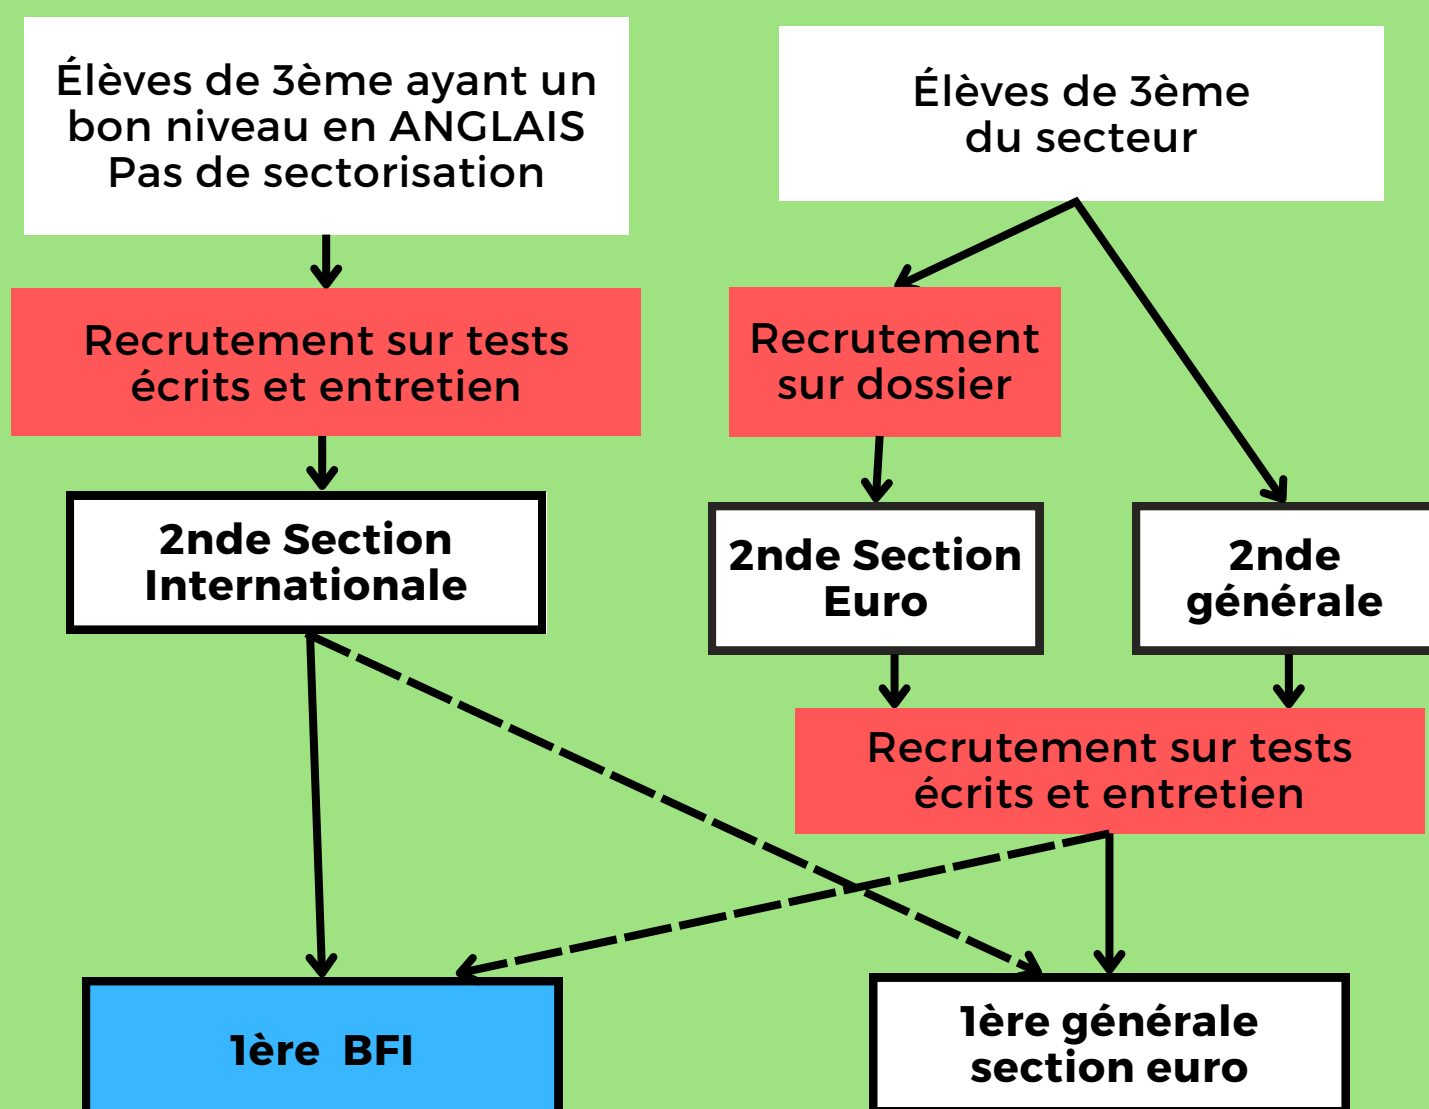 Élèves de 3ème ayant un
bon niveau en ANGLAIS
Pas de sectorisation
Élèves de 3ème
du secteur
Recrutement sur tests
écrits et entretien
Recrutement
sur dossier
2nde Section
Internationale
2nde Section
Euro
2nde
générale
Recrutement sur tests
écrits et entretien
1ère BFI
1ère générale
section euro